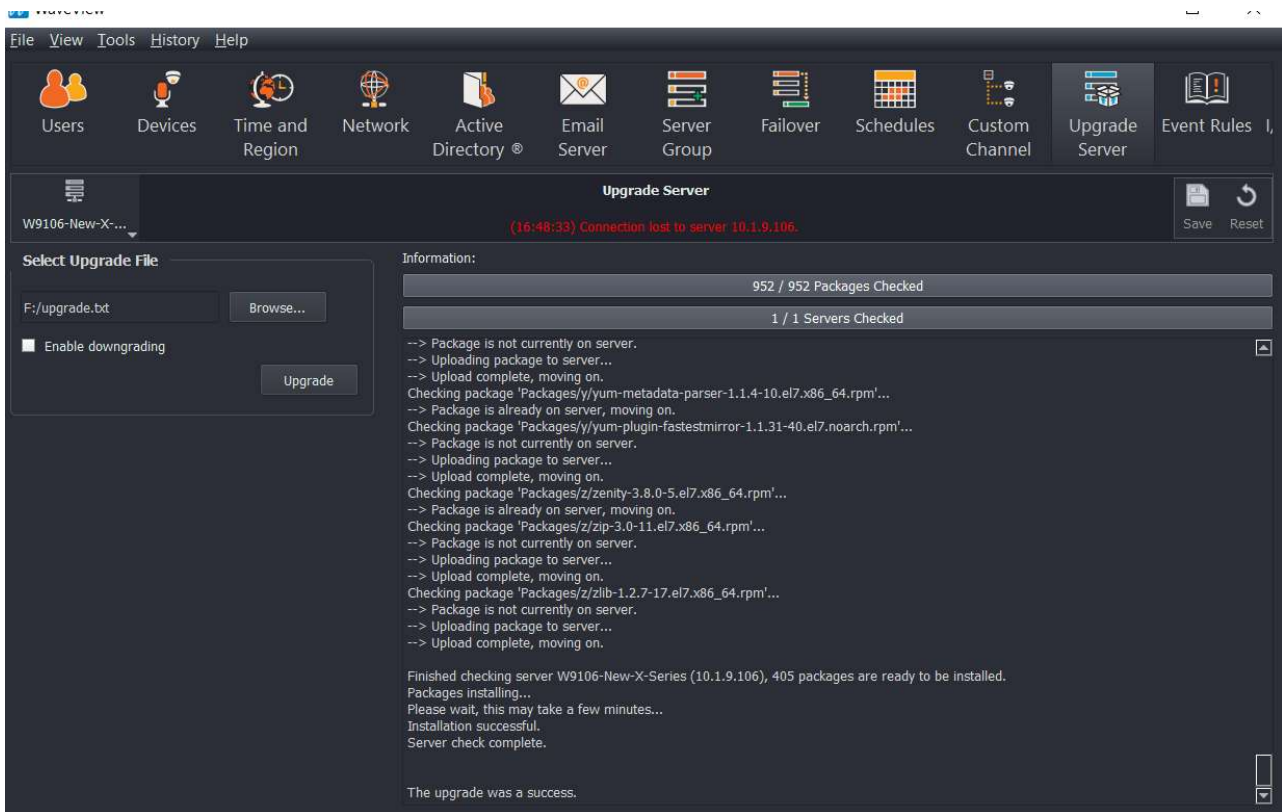 WaveView
File View Tools History Help
Users
Devices
Time and
Region
Network
Active
Directory ®
Email
Server
Server
Group
Failover
Schedules
Custom
Channel
Upgrade
Server
Event Rules
W9106-New-X-...
Upgrade Server
(16:48:33) Connection lost to server 10.1.9.106.
Save Reset
Select Upgrade File
F:/upgrade.txt
Browse...
Enable downgrading
Upgrade
Information:
952 / 952 Packages Checked
1 / 1 Servers Checked
--> Package is not currently on server.
--> Uploading package to server...
--> Upload complete, moving on.
Checking package 'Packages/y/yum-metadata-parser-1.1.4-10.el7.x86_64.rpm'...
--> Package is already on server, moving on.
Checking package 'Packages/y/yum-plugin-fastestmirror-1.1.31-40.el7.noarch.rpm'...
--> Package is not currently on server.
--> Uploading package to server...
--> Upload complete, moving on.
Checking package 'Packages/z/zenity-3.8.0-5.el7.x86_64.rpm'...
--> Package is already on server, moving on.
Checking package 'Packages/z/zip-3.0-11.el7.x86_64.rpm'...
--> Package is not currently on server.
--> Uploading package to server...
--> Upload complete, moving on.
Checking package 'Packages/z/zlib-1.2.7-17.el7.x86_64.rpm'...
--> Package is not currently on server.
--> Uploading package to server...
--> Upload complete, moving on.
Finished checking server W9106-New-X-Series (10.1.9.106), 405 packages are ready to be installed.
Packages installing...
Please wait, this may take a few minutes...
Installation successful.
Server check complete.
The upgrade was a success.